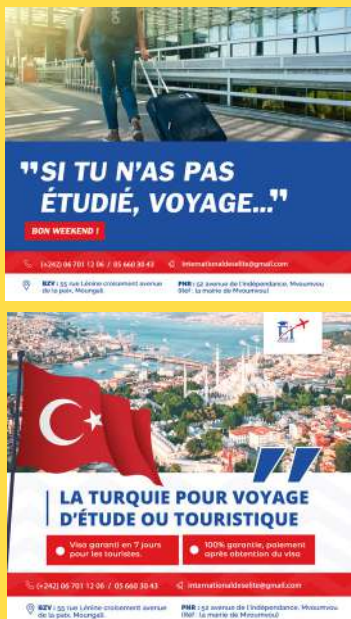 "SI TU N'AS PAS
ÉTUDIÉ, VOYAGE..."
BON WEEKEND !
(+242) 06 701 12 06 / 05 660 30 43 internationaldeselite@gmail.com
BZV : 55 rue Lénine croisement avenue
de la paix, Moungali.
PNR : 52 avenue de l'indépendance, Mvoumvou
(Réf : la mairie de Mvoumvou)
EI
LA TURQUIE POUR VOYAGE
D'ÉTUDE OU TOURISTIQUE
Visa garanti en 7 jours
pour les touristes.
100% garantie, paiement
après obtention du visa
(+242) 06 701 12 06 / 05 660 30 43 internationaldeselite@gmail.com
BZV : 55 rue Lénine croisement avenue
de la paix, Moungali.
PNR : 52 avenue de l'indépendance, Mvoumvou
(Réf : la mairie de Mvoumvou)